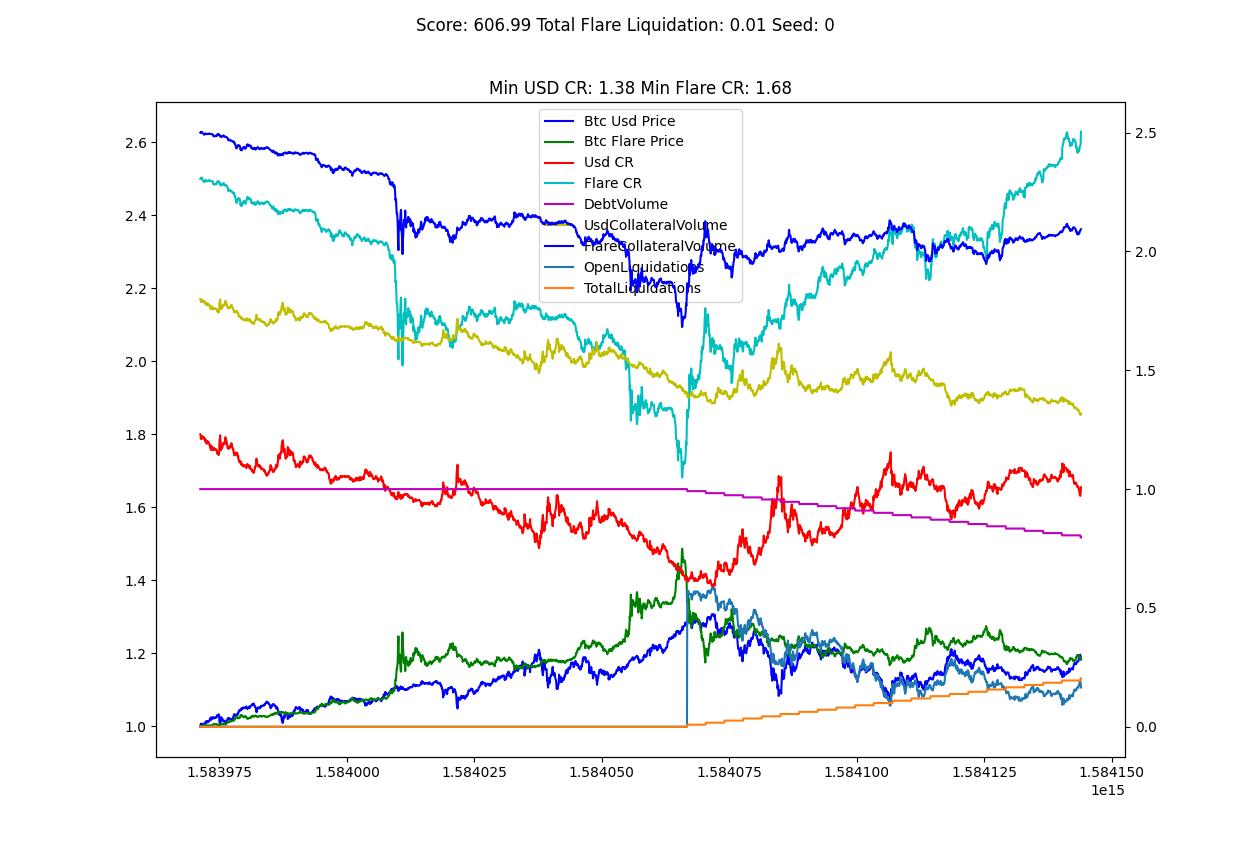 Score: 606.99 Total Flare Liquidation: 0.01 Seed: 0
Min USD CR: 1.38 Min Flare CR: 1.68
Btc Usd Price
Btc Flare Price
Usd CR
Flare CR
DebtVolume
UsdCollateralVolume
FlareCollateralVolume
OpenLiquidations
TotalLiquidations
2.6
2.4
2.2
2.0
1.8
1.6
1.4
1.2
1.0
2.5
2.0
1.5
1.0
0.5
0.0
1.583975 1.584000 1.584025 1.584050 1.584075 1.584100 1.584125 1.584150
1e15